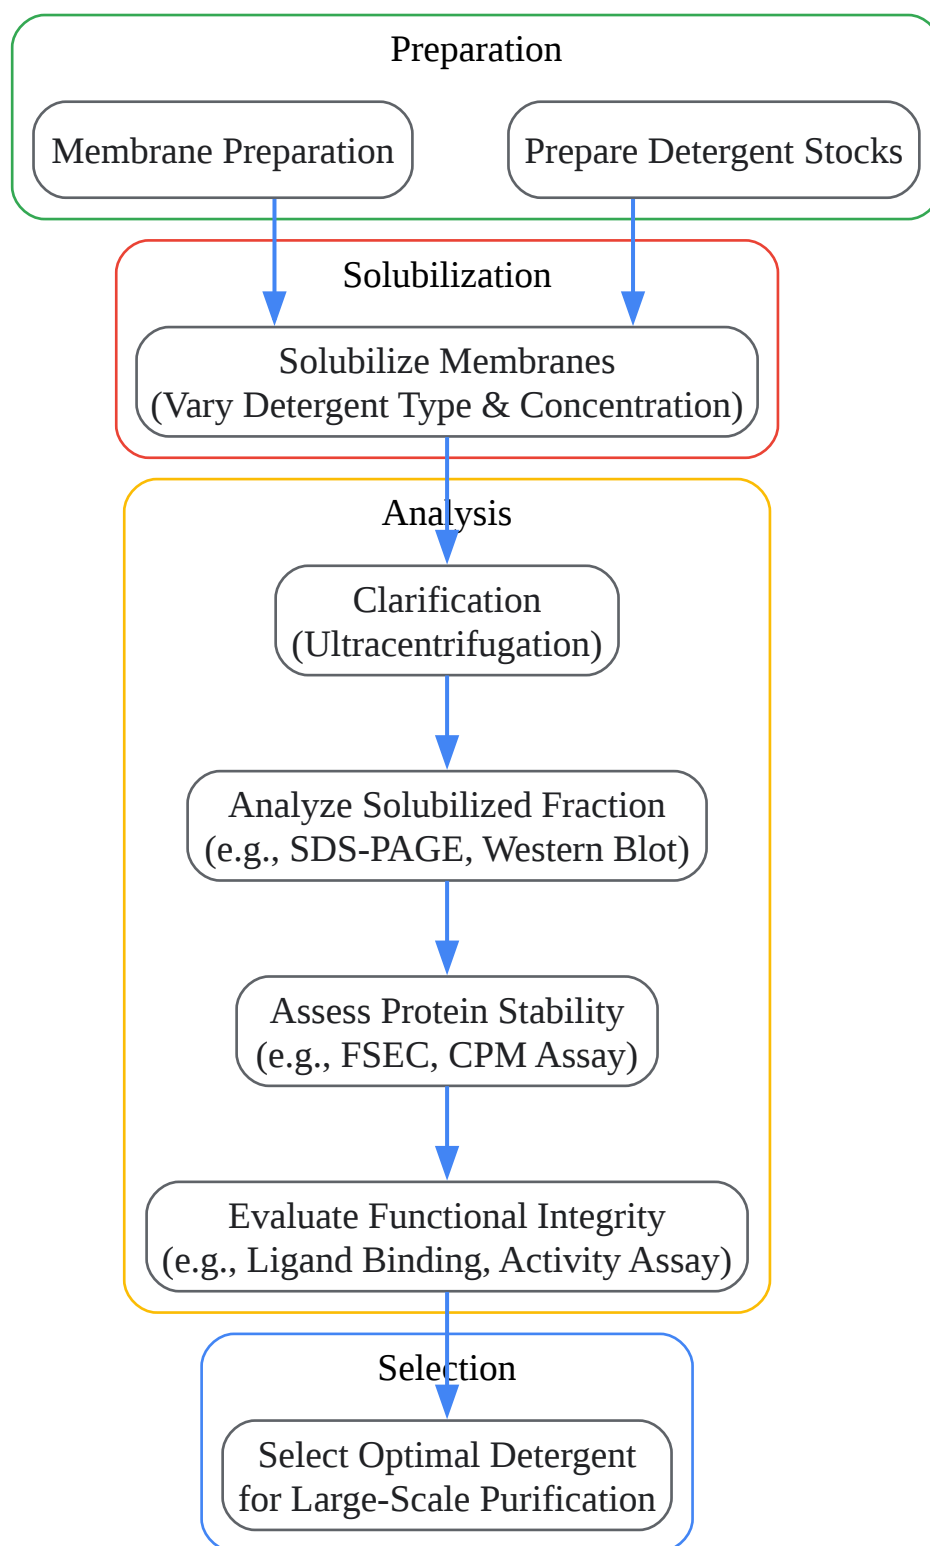 Preparation
Membrane Preparation
Prepare Detergent Stocks
Solubilization
Solubilize Membranes
(Vary Detergent Type & Concentration)
Analysis
Clarification
(Ultracentrifugation)
Analyze Solubilized Fraction
(e.g., SDS-PAGE, Western Blot)
Assess Protein Stability
(e.g., FSEC, CPM Assay)
Evaluate Functional Integrity
(e.g., Ligand Binding, Activity Assay)
Selection
Select Optimal Detergent
for Large-Scale Purification